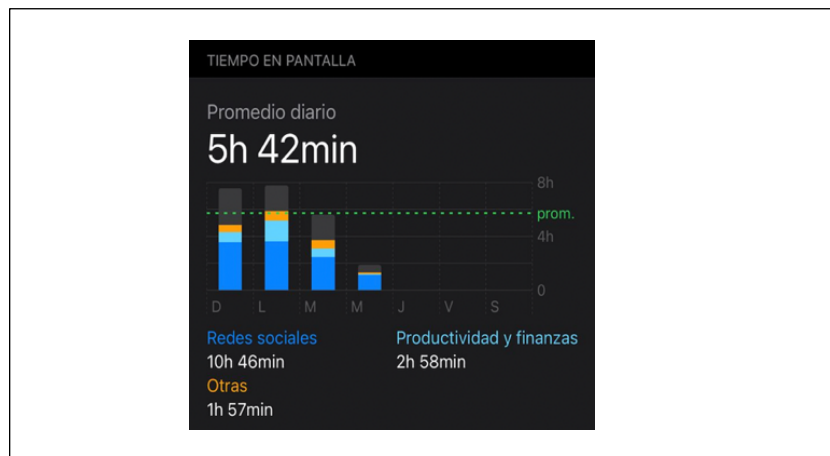 TIEMPO EN PANTALLA
Promedio diario
5h 42min
8h
prom.
4h
0
D L M M J V S
Redes sociales Productividad y finanzas
10h 46min 2h 58min
Otras
1h 57min